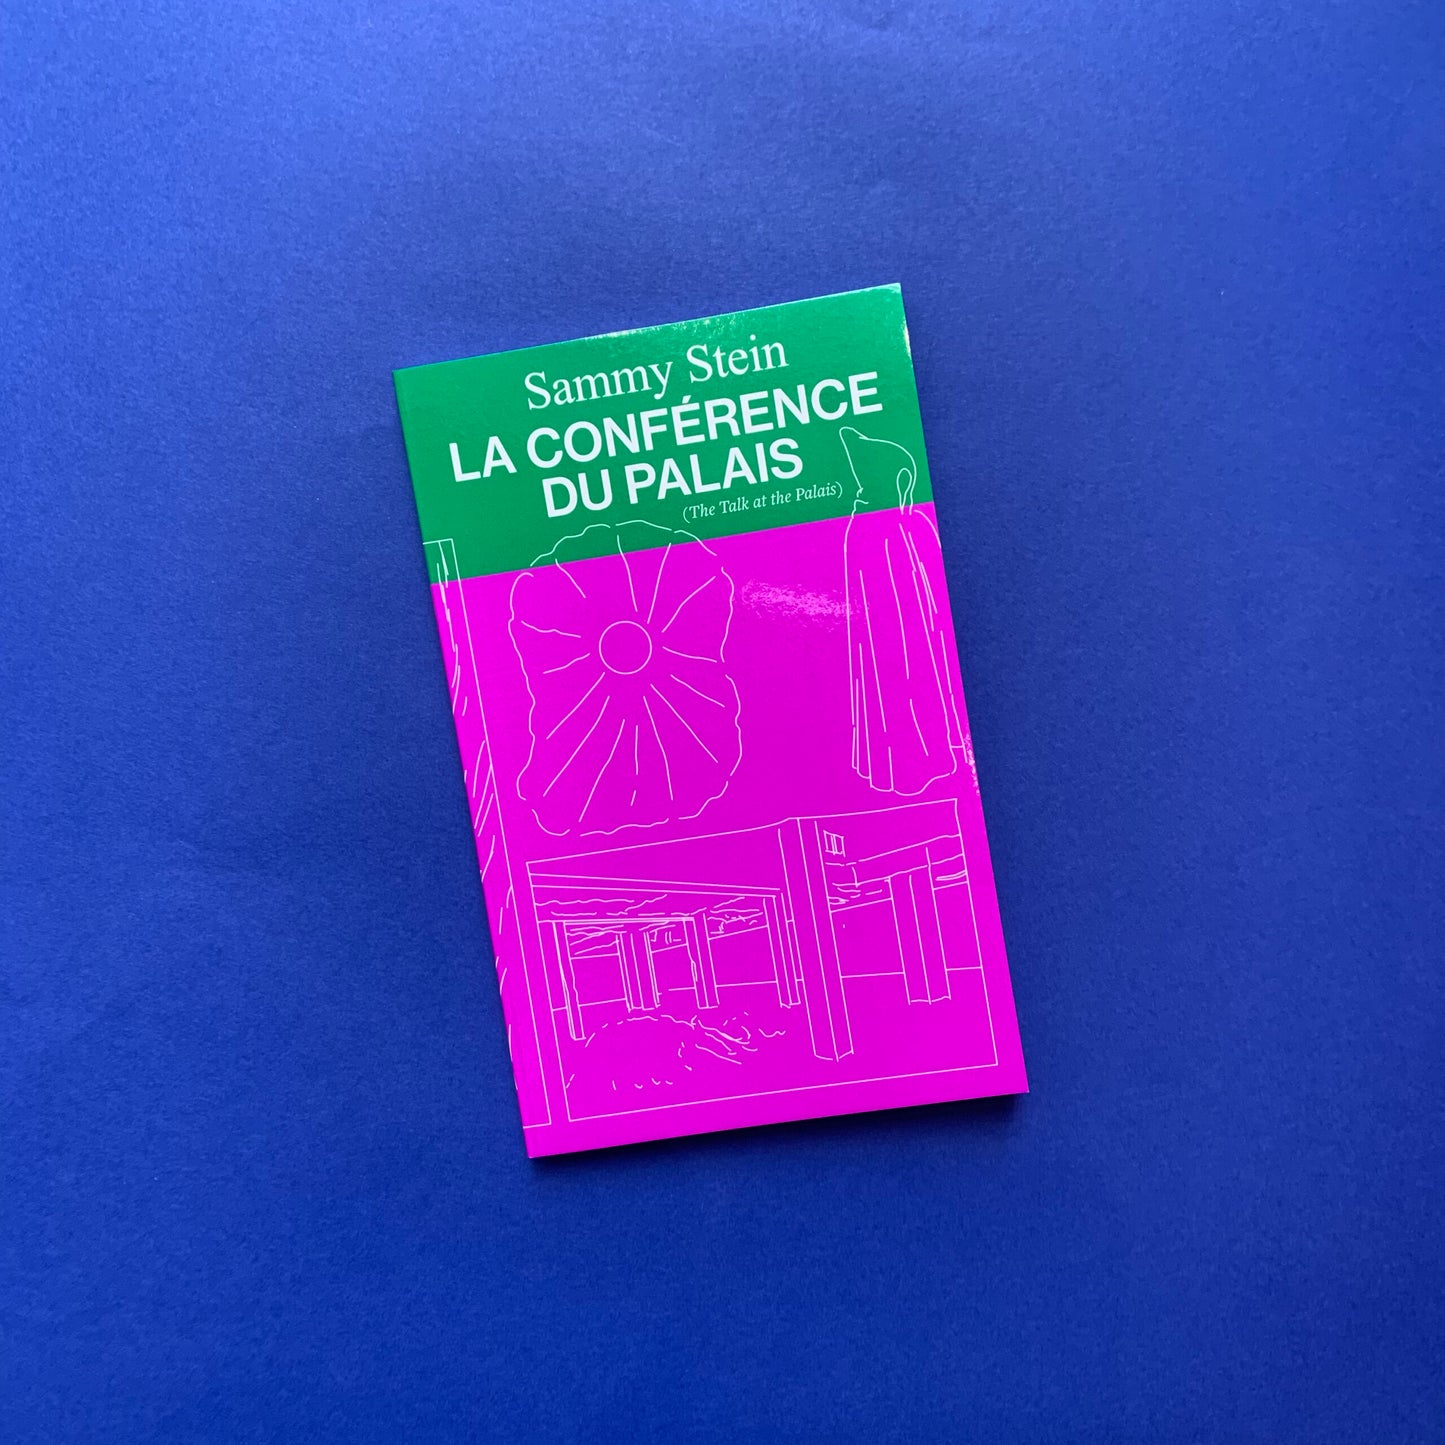 Sammy Stein
LA CONFÉRENCE
DU PALAIS
(The Talk at the Palais)